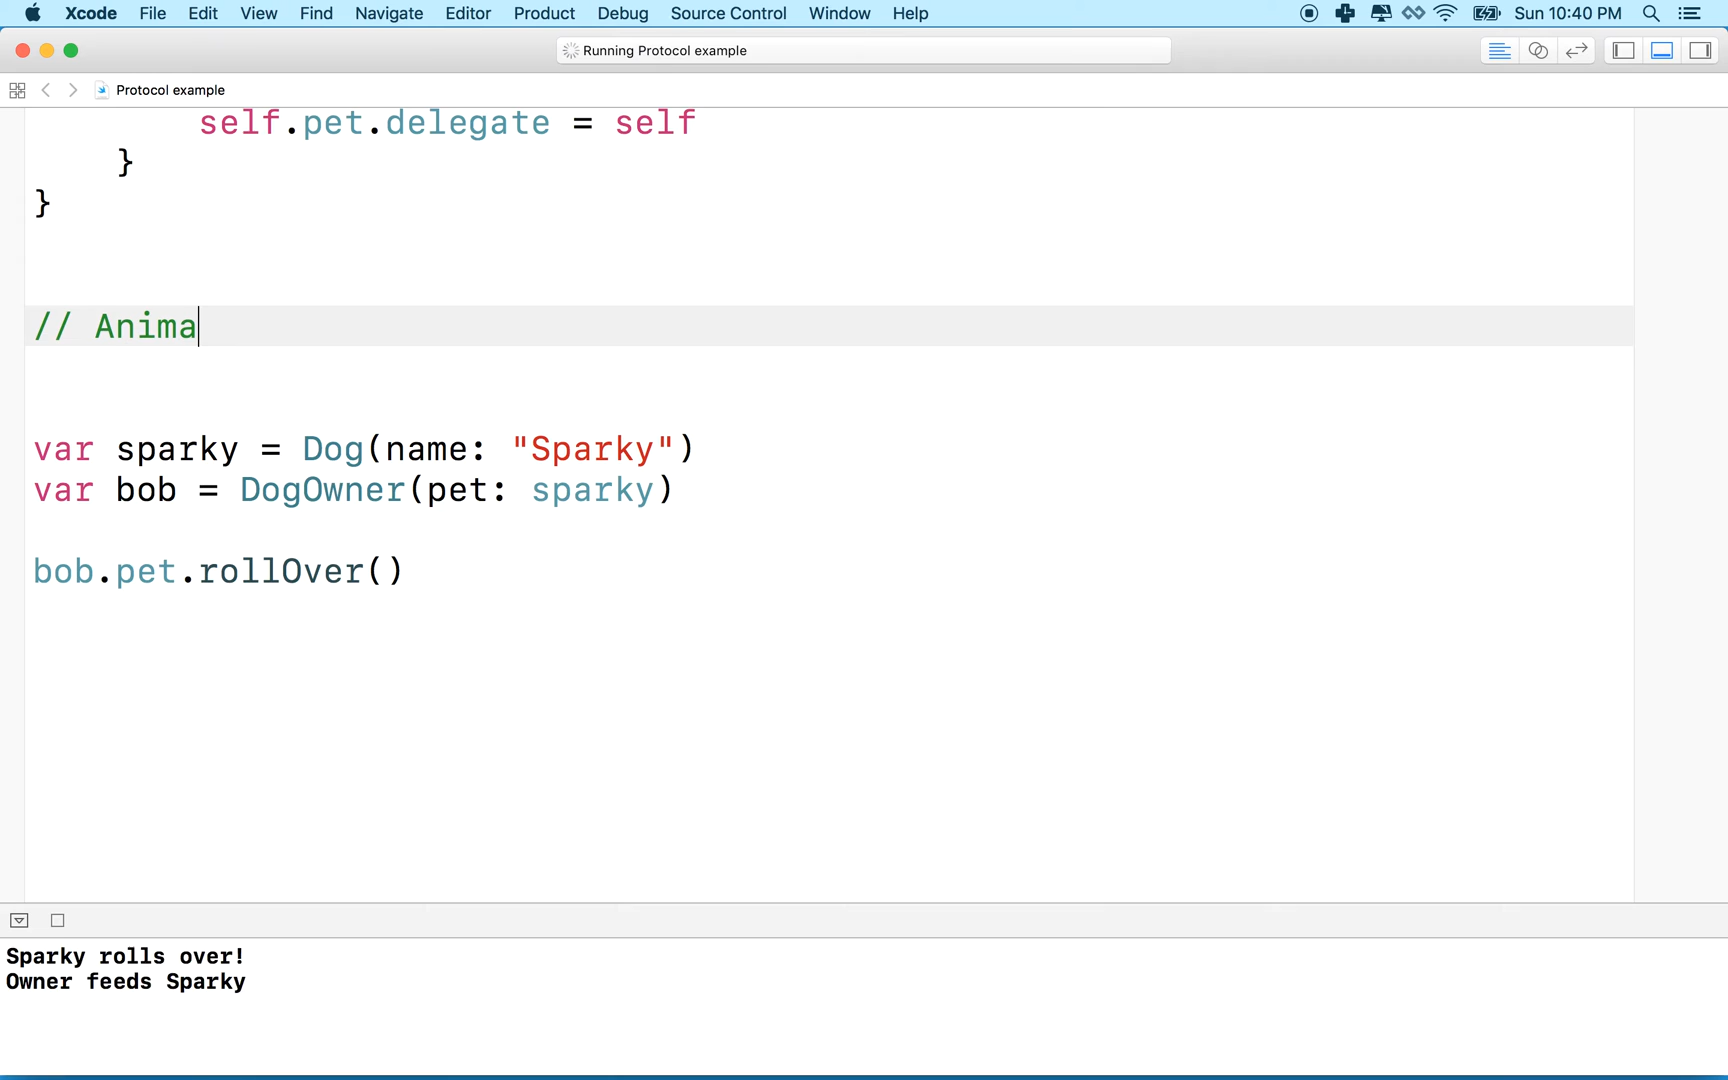 Xcode File Edit View Find Navigate Editor Product Debug Source Control Window Help Sun 10:40 PM
Running Protocol example
Protocol example
self.pet.delegate = self
}
}
// Anima
var sparky = Dog(name: "Sparky")
var bob = DogOwner(pet: sparky)
bob.pet.rollOver()
Sparky rolls over!
Owner feeds Sparky